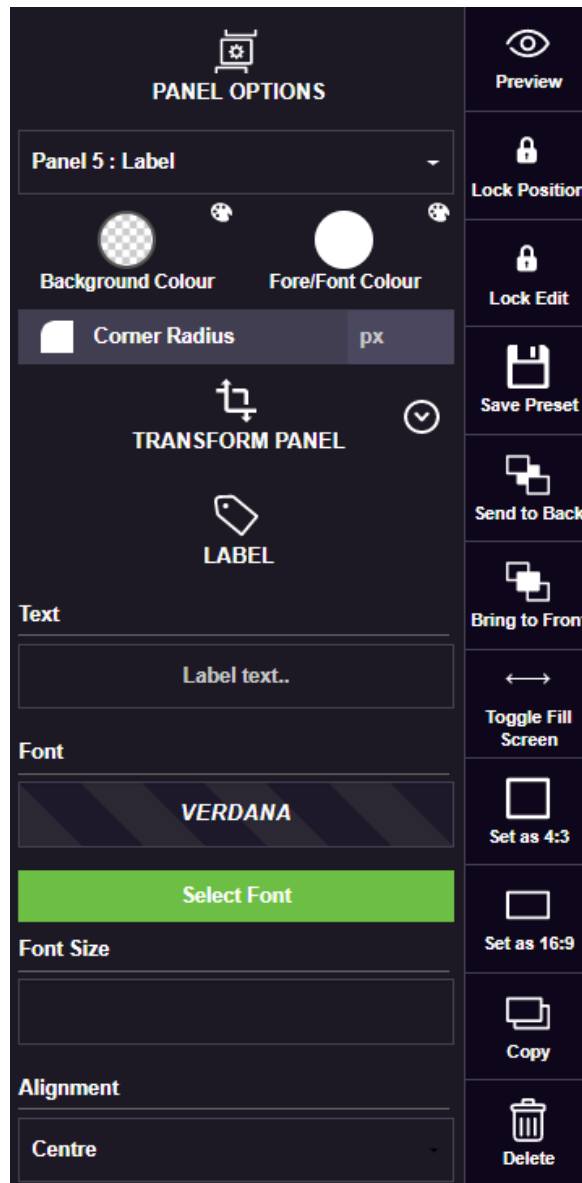 PANEL OPTIONS
Panel 5 : Label
Background Colour
Fore/Font Colour
Corner Radius
px
TRANSFORM PANEL
LABEL
Text
Label text..
Font
VERDANA
Select Font
Font Size
Alignment
Centre
Preview
Lock Position
Lock Edit
Save Preset
Send to Back
Bring to Front
Toggle Fill
Screen
Set as 4:3
Set as 16:9
Copy
Delete